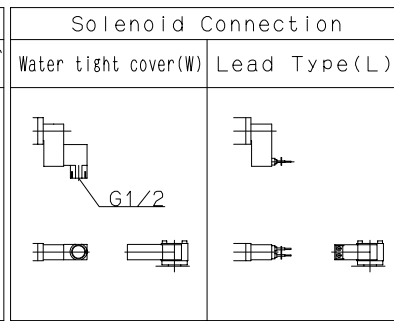 Solenoid Connection
Water tight cover(W)
Lead Type(L)
G1/2